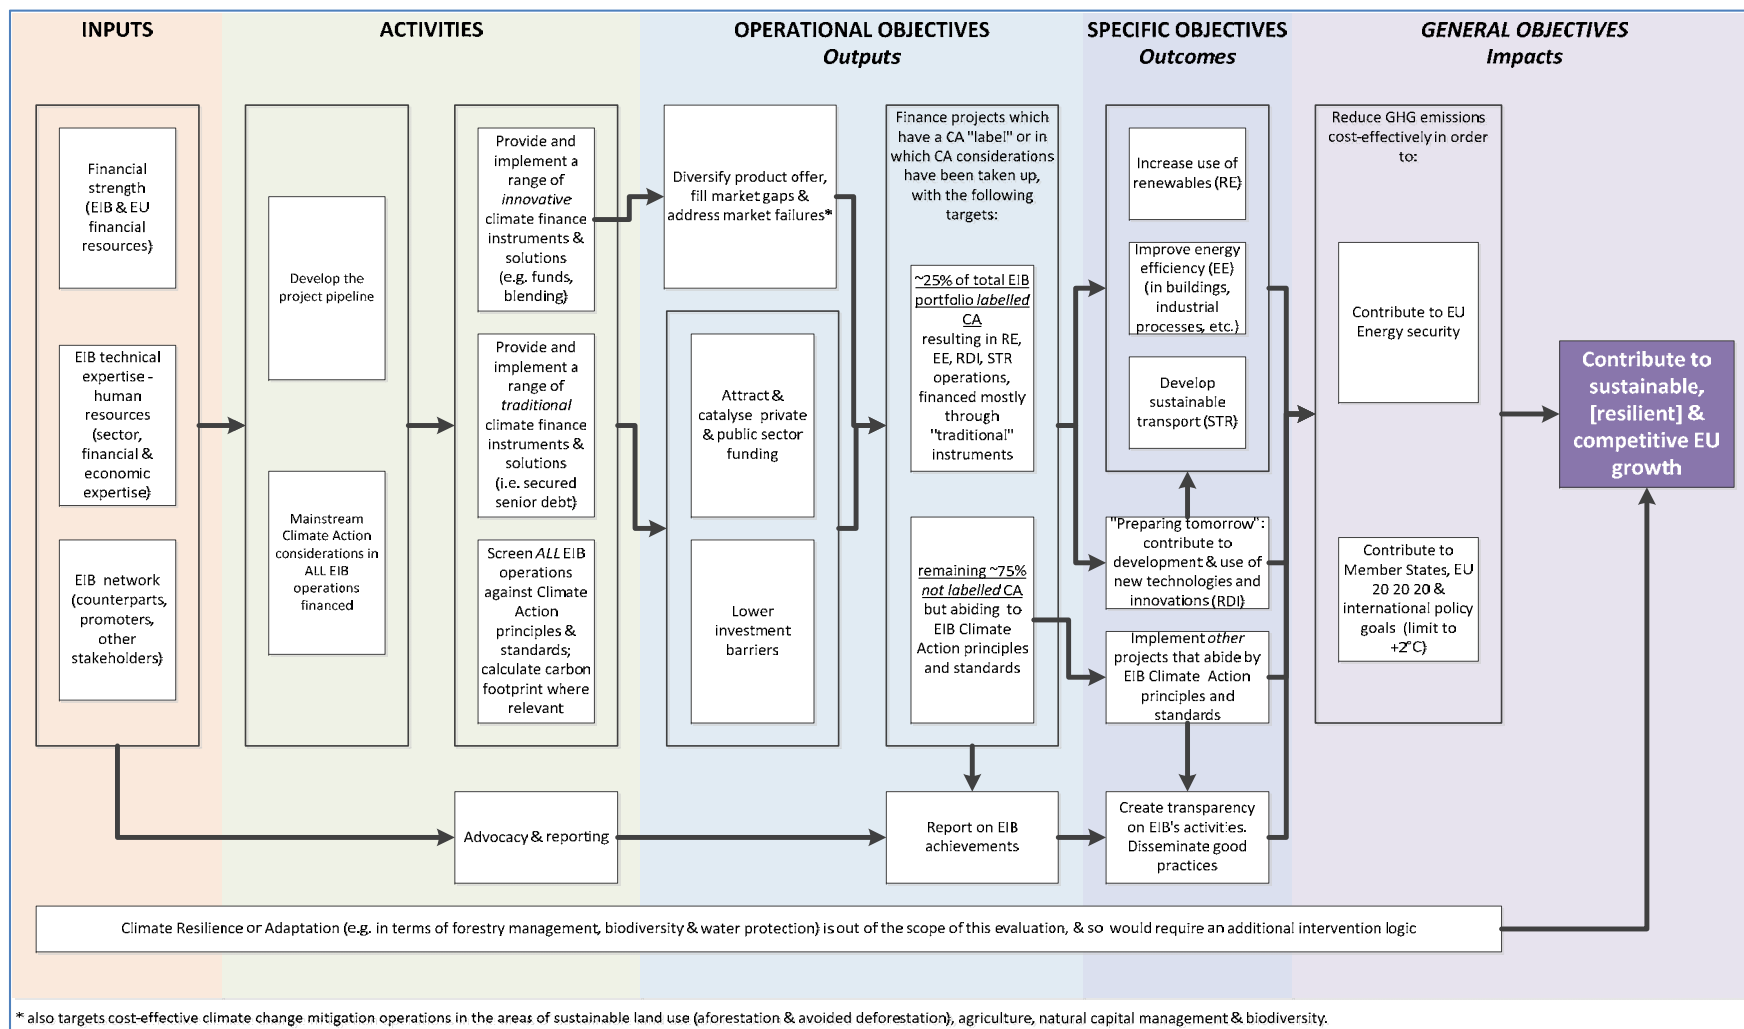 INPUTS
ACTIVITIES
OPERATIONAL OBJECTIVES
Outputs
SPECIFIC OBJECTIVES
Outcomes
GENERAL OBJECTIVES
Impacts
Financial
strength
(EIB & EU
financial
resources)
EIB technical
expertise -
human
resources
(sector,
financial &
economic
expertise)
EIB network
(counterparts,
promoters,
other
stakeholders)
Develop the
project pipeline
Mainstream
Climate Action
considerations in
ALL EIB
operations
financed
Provide and
implement a
range of
innovative
climate finance
instruments &
solutions
(e.g. funds,
blending)
Provide and
implement a
range of
traditional
climate finance
instruments &
solutions
(i.e. secured
senior debt)
Screen ALL EIB
operations
against Climate
Action
principles &
standards;
calculate carbon
footprint where
relevant
Advocacy & reporting
Diversify product offer,
fill market gaps &
address market failures*
Attract &
catalyse private
& public sector
funding
Lower
investment
barriers
Finance projects which
have a CA "label" or in
which CA considerations
have been taken up,
with the following
targets:
~25% of total EIB
portfolio labelled
CA
resulting in RE,
EE, RDI, STR
operations,
financed mostly
through
"traditional"
instruments
remaining ~75%
not labelled CA
but abiding to
EIB Climate
Action principles
and standards
Report on EIB
achievements
Increase use of
renewables (RE)
Improve energy
efficiency (EE)
(in buildings,
industrial
processes, etc.)
Develop
sustainable
transport (STR)
"Preparing tomorrow":
contribute to
development & use of
new technologies and
innovations (RDI)
Implement other
projects that abide by
EIB Climate Action
principles and
standards
Create transparency
on EIB's activities.
Disseminate good
practices
Reduce GHG emissions
cost-effectively in order
to:
Contribute to EU
Energy security
Contribute to
Member States, EU
20 20 20 &
international policy
goals (limit to
+2°C)
Contribute to
sustainable,
[resilient] &
competitive EU
growth
Climate Resilience or Adaptation (e.g. in terms of forestry management, biodiversity & water protection) is out of the scope of this evaluation, & so would require an additional intervention logic
* also targets cost-effective climate change mitigation operations in the areas of sustainable land use (aforestation & avoided deforestation), agriculture, natural capital management & biodiversity.